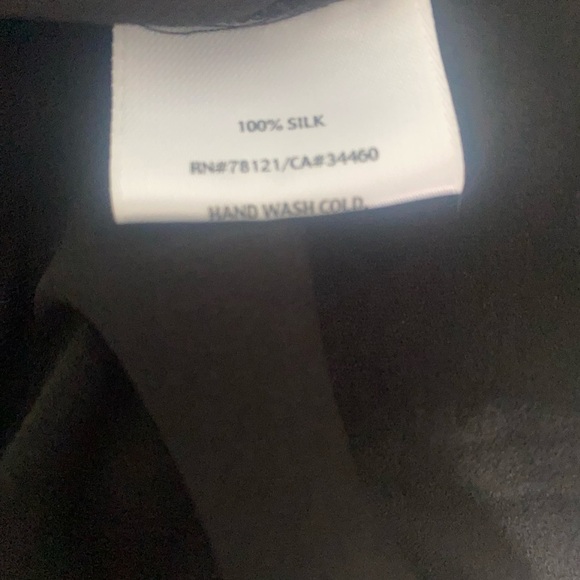 100% SILK
RN#78121/CA#34460
HAND WASH COLD.